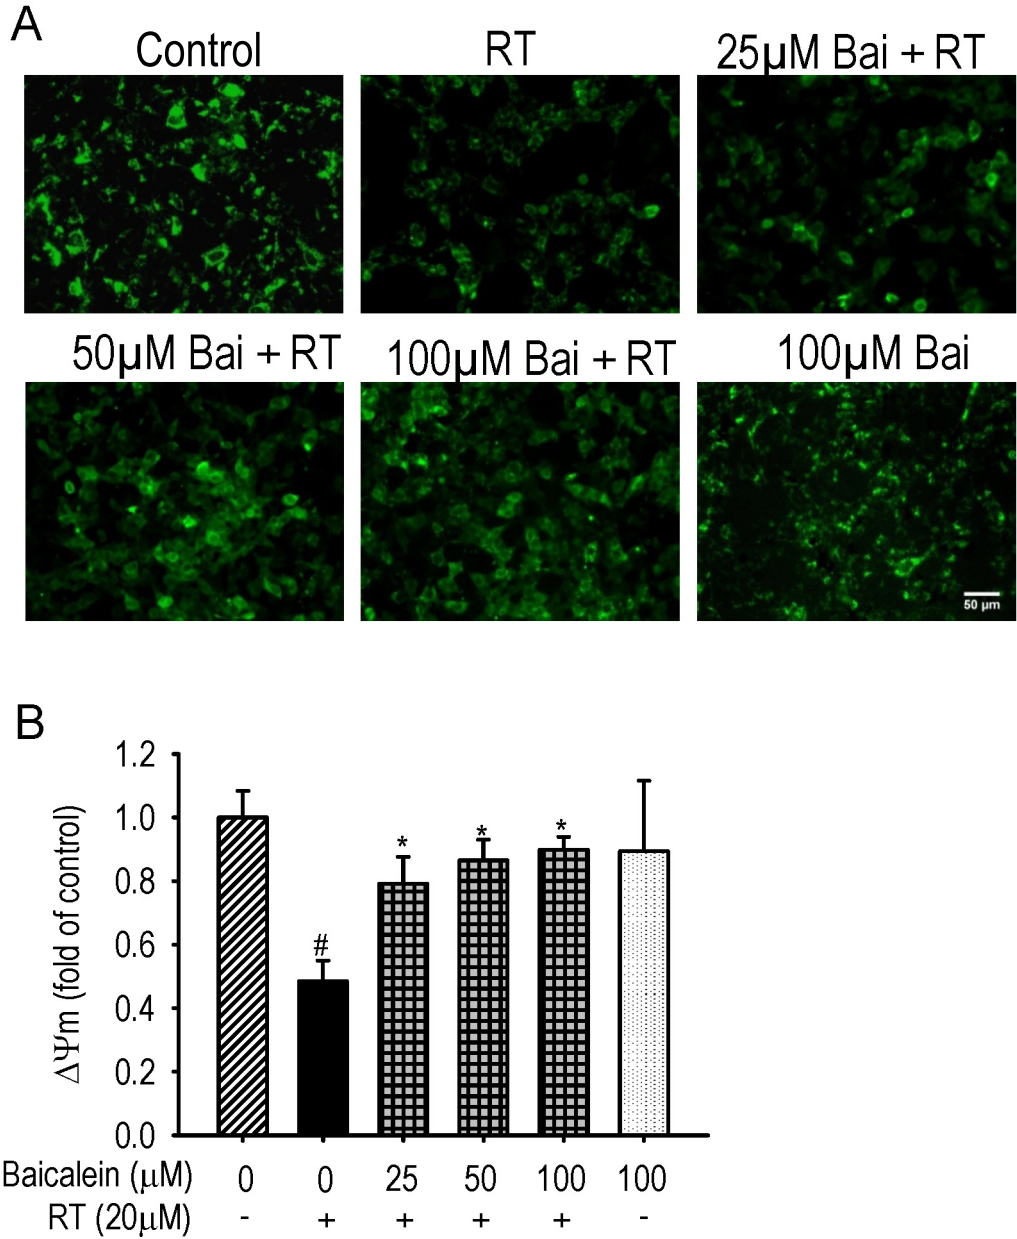 A
Control RT 25μM Bai + RT
50μM Bai + RT 100μM Bai + RT 100μM Bai
50 μm
B
ΔΨm (fold of control)
1.2
1.0
0.8
0.6
0.4
0.2
0.0
# * * *
Baicalein (μM) 0 0 25 50 100 100
RT (20μM) - + + + + -